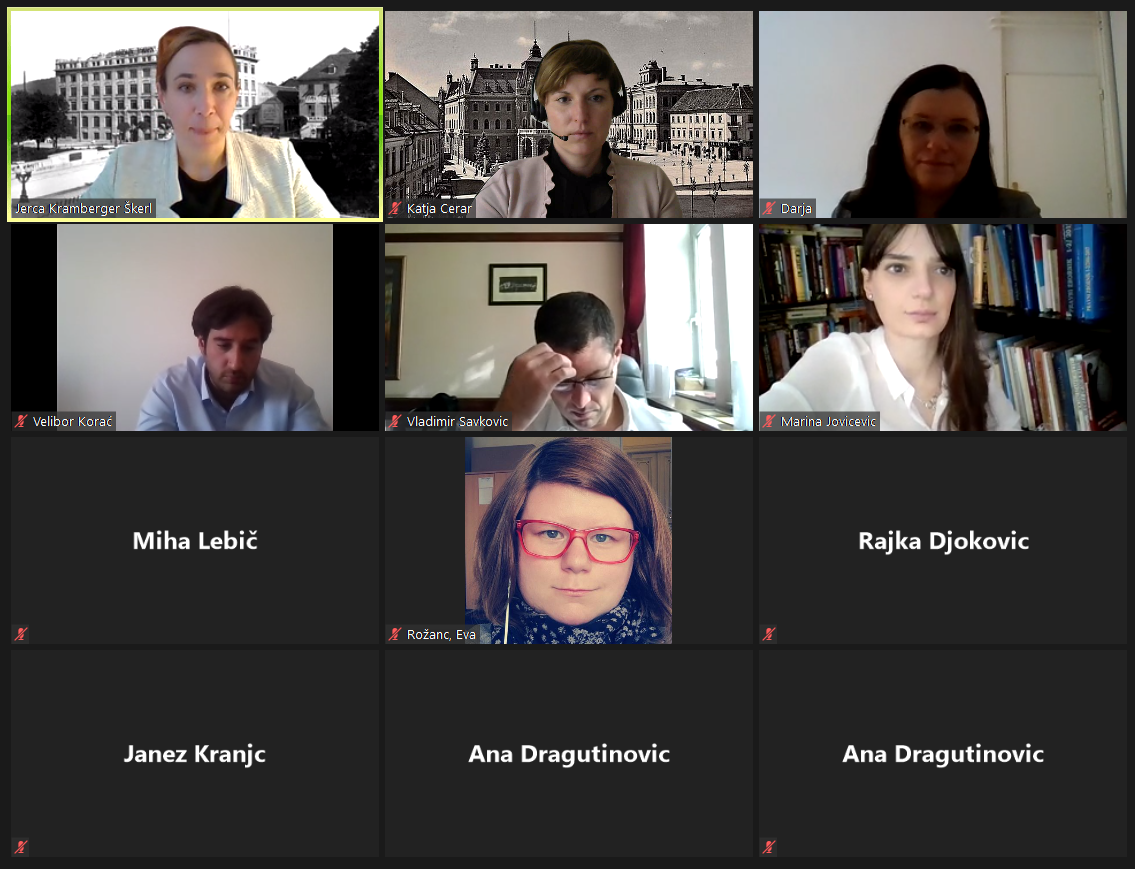 Jerca Kramberger Škerl
Katja Cerar
Darja
Velibor Korać
Vladimir Savkovic
Marina Jovicevic
Miha Lebič
Rožanc, Eva
Rajka Djokovic
Janez Kranjc
Ana Dragutinovic
Ana Dragutinovic